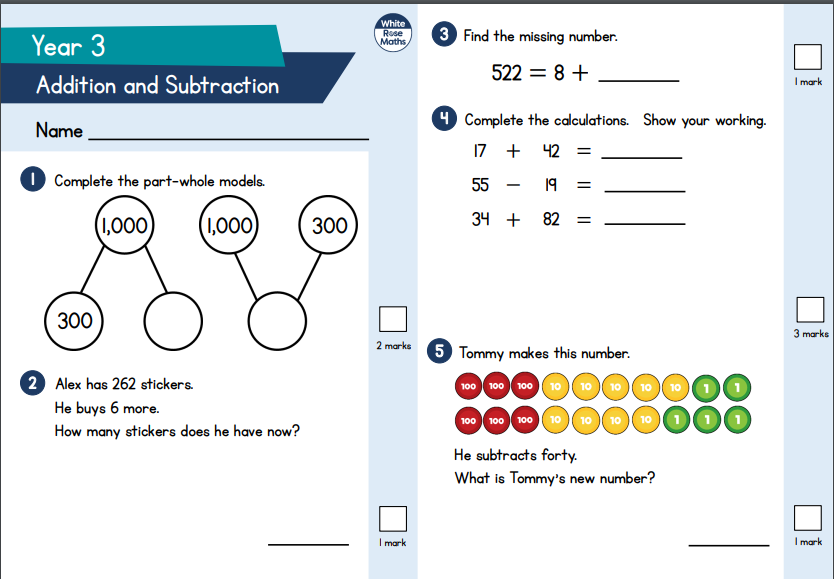 Year 3
Addition and Subtraction
White
Rose
Maths
Name
1 Complete the part-whole models.
1,000 1,000 300
300
2 marks
2 Alex has 262 stickers.
He buys 6 more.
How many stickers does he have now?
1 mark
3 Find the missing number.
522 = 8 +
1 mark
4 Complete the calculations. Show your working.
17 + 42 =
55 − 19 =
34 + 82 =
3 marks
5 Tommy makes this number.
100 100 100 10 10 10 10 10 1 1
100 100 100 10 10 10 10 1 1 1
He subtracts forty.
What is Tommy's new number?
1 mark